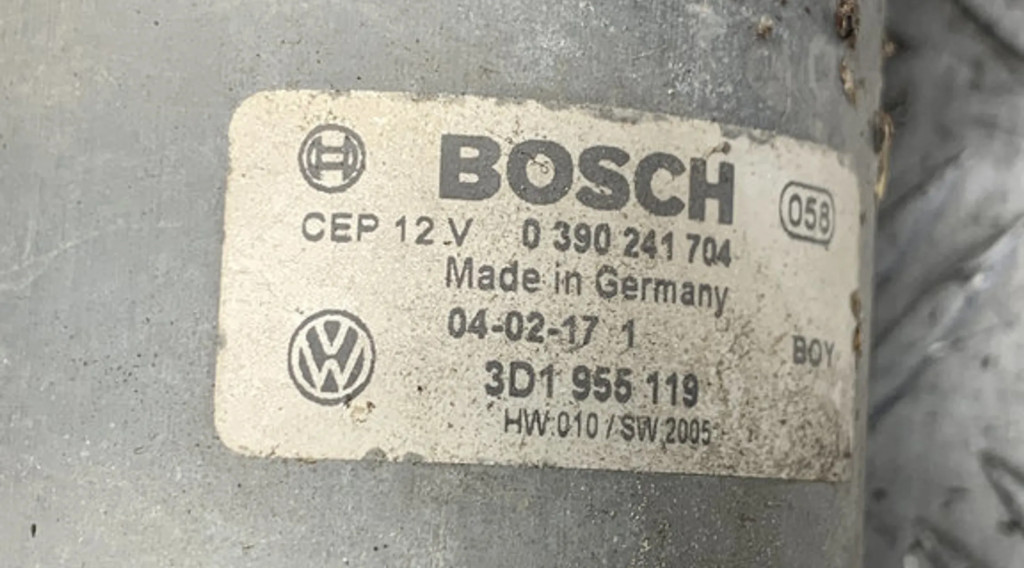 BOSCH
058
CEP 12 V 0 390 241 704
Made in Germany
04-02-17 1
BOY
3D1 955 119
HW:010 / SW:2005